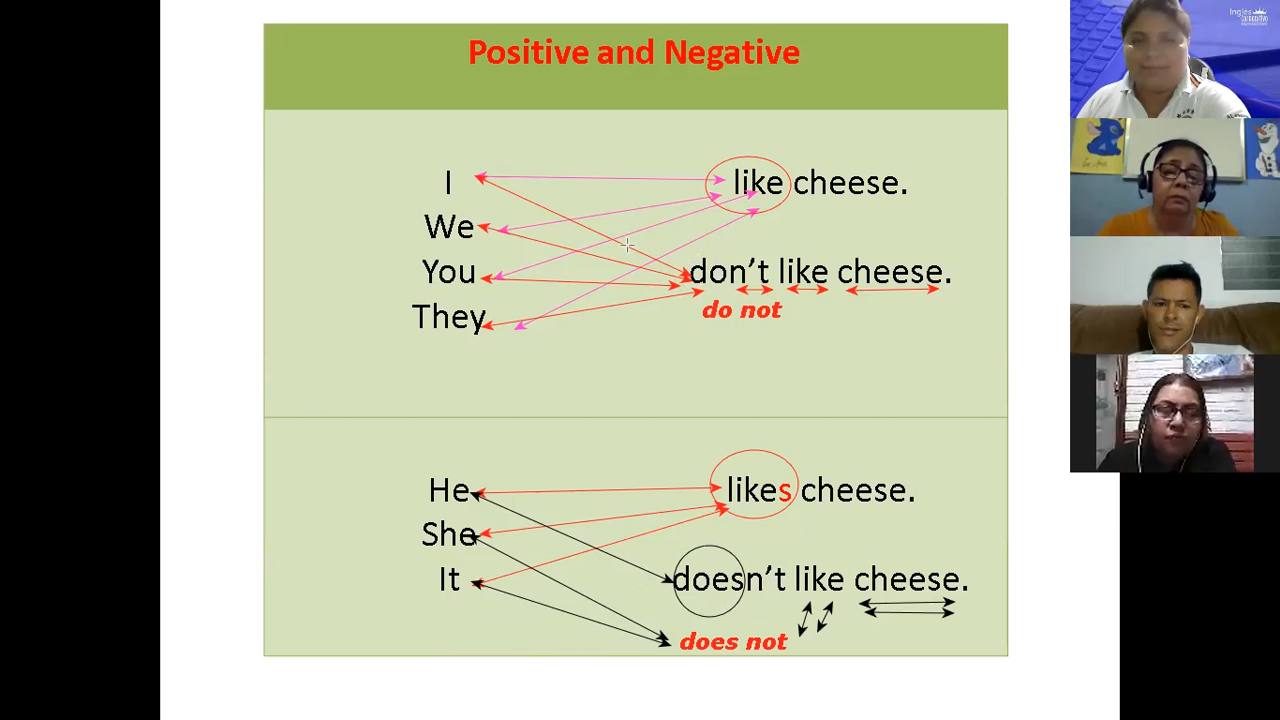 Positive and Negative
I like cheese.
We
You don't like cheese.
do not
They
He likes cheese.
She
It doesn't like cheese.
does not
Ingles